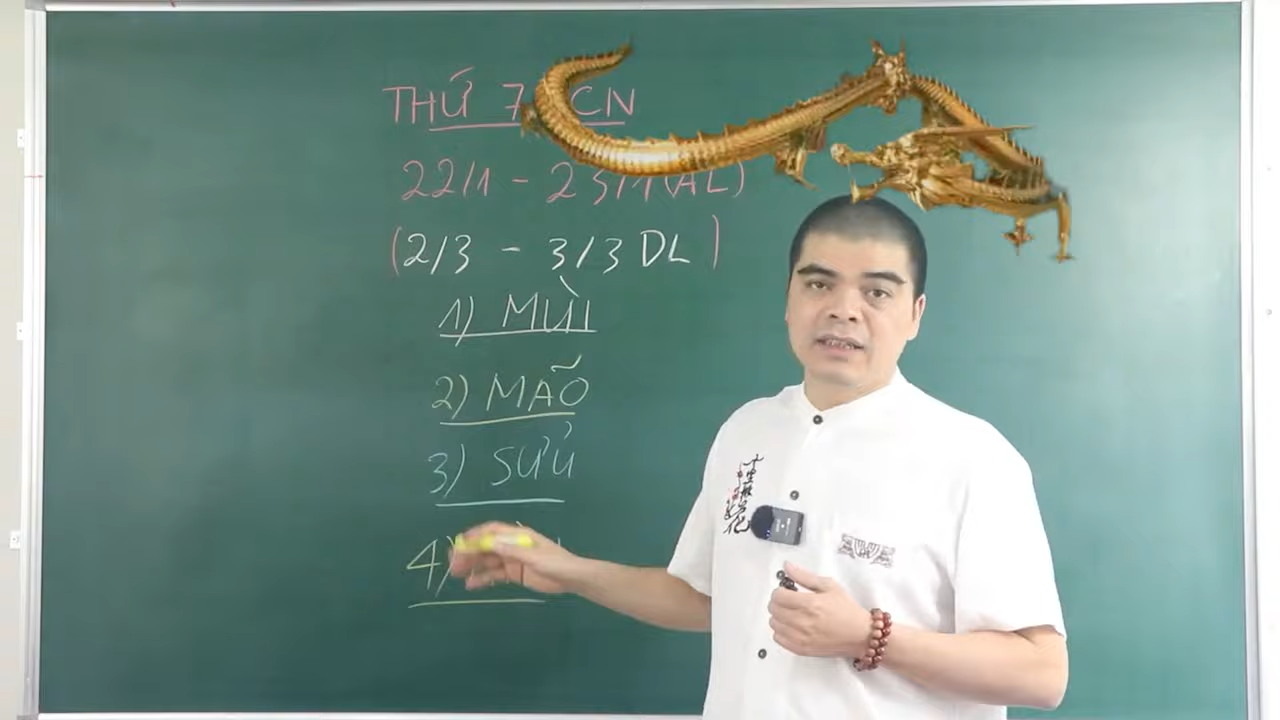 THỨ 7 CN
22/1 - 23/1 (AL)
(2/3 - 3/3 DL)
1) MÙI
2) MÃO
3) SỬU
4)